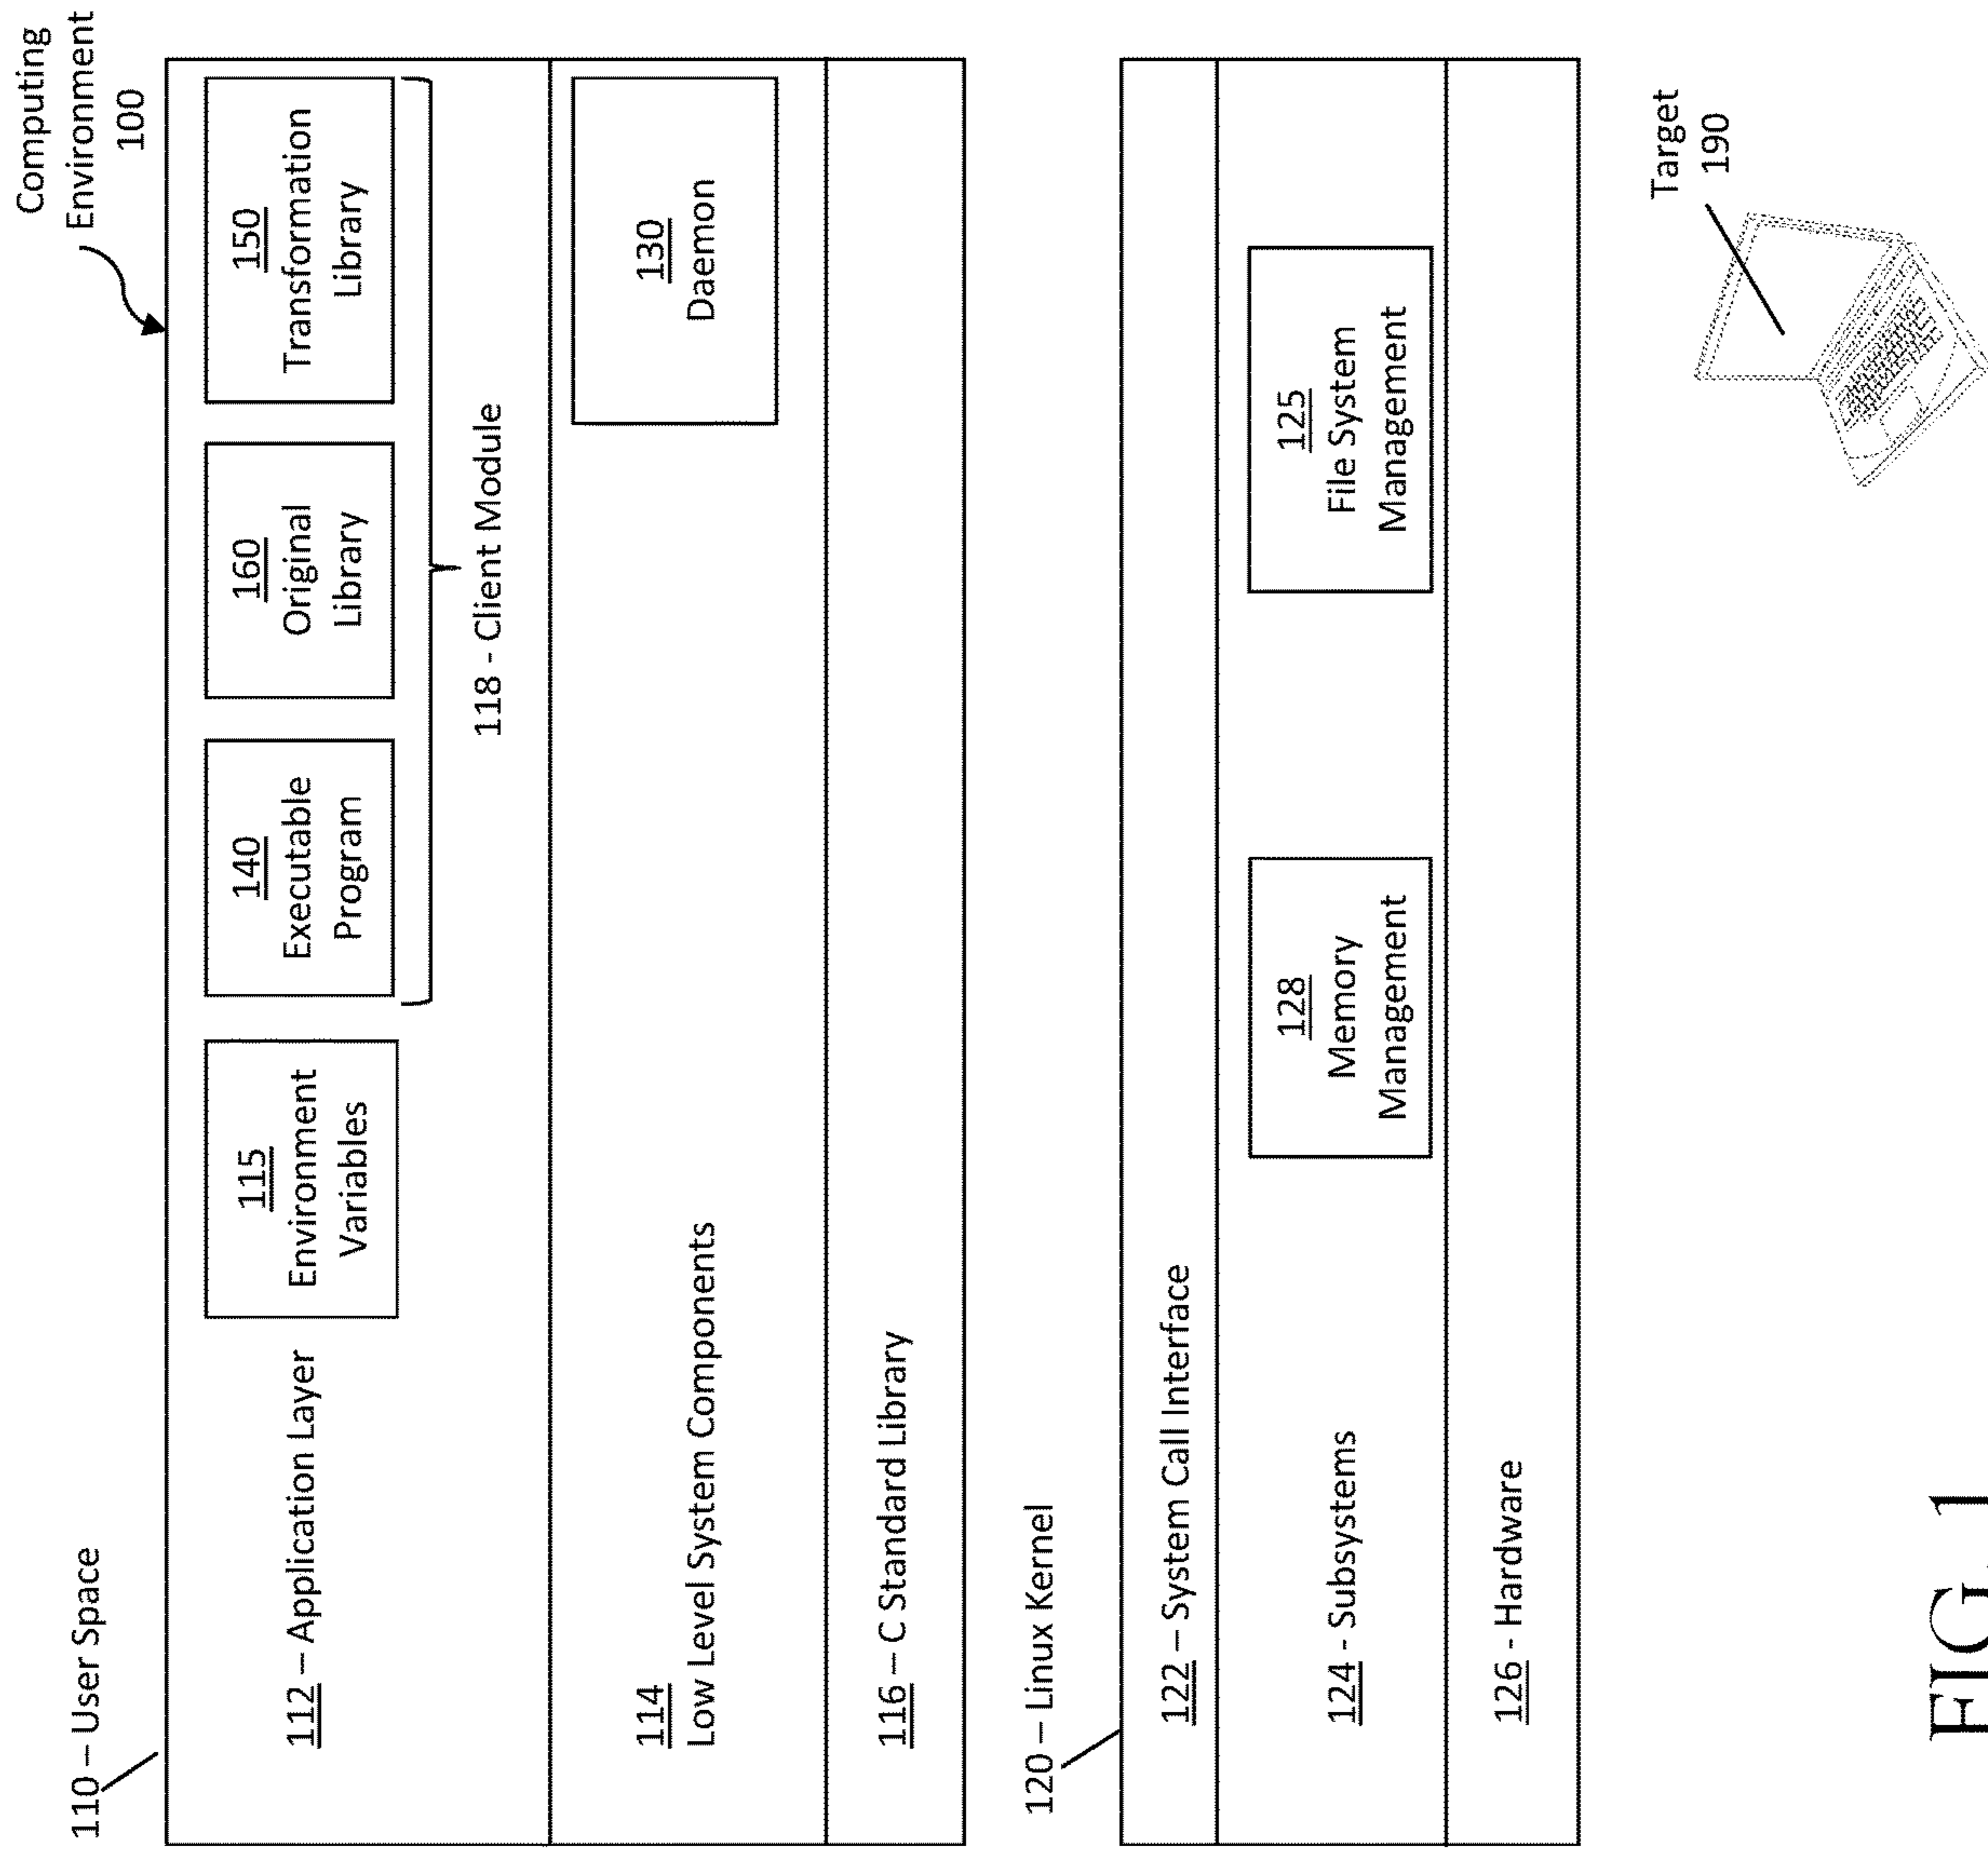 Computing
Environment
100
110 – User Space
112 – Application Layer
115
Environment
Variables
140
Executable
Program
160
Original
Library
150
Transformation
Library
118 - Client Module
114
Low Level System Components
130
Daemon
116 – C Standard Library
120 – Linux Kernel
122 – System Call Interface
124 - Subsystems
128
Memory
Management
125
File System
Management
126 - Hardware
Target
190
FIG. 1